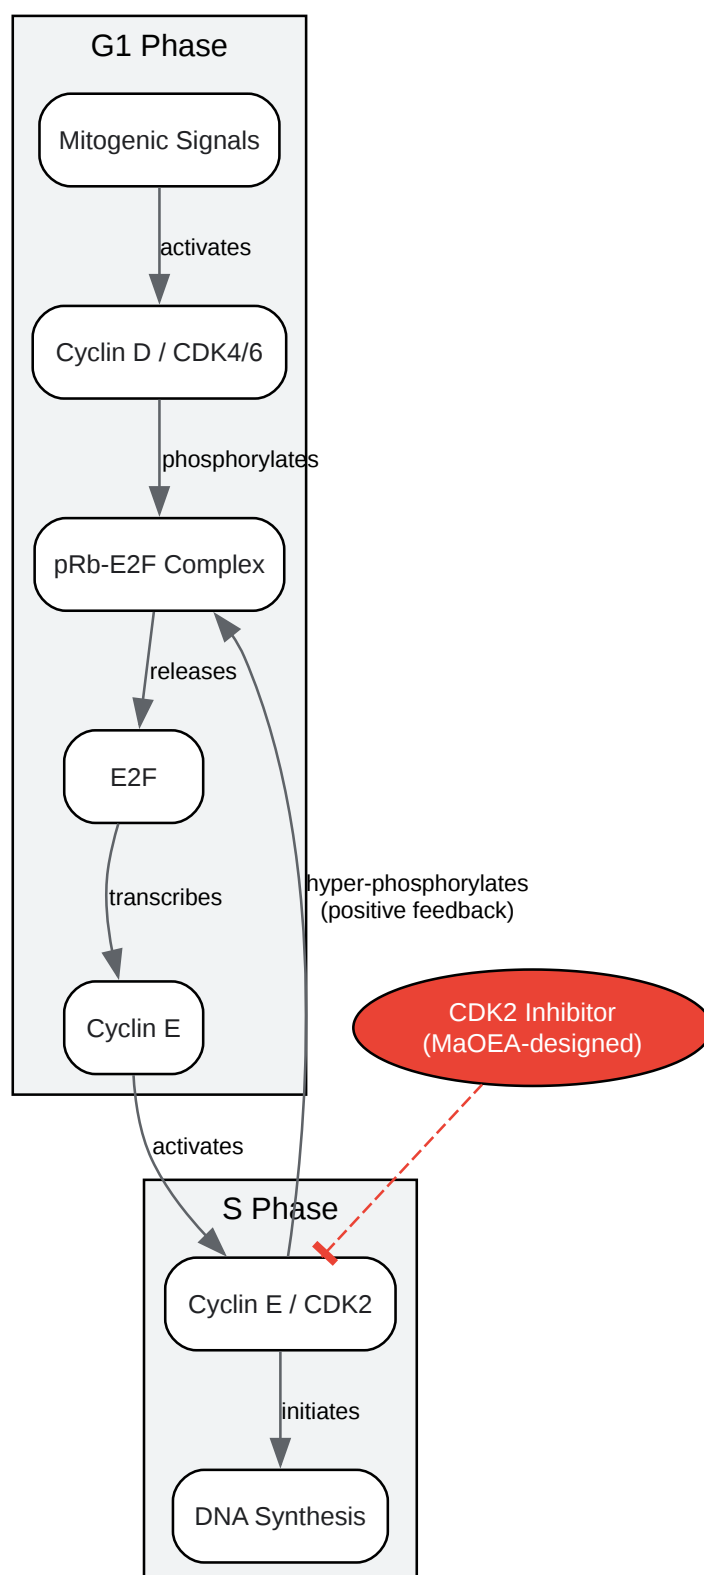 G1 Phase
Mitogenic Signals
activates
Cyclin D / CDK4/6
phosphorylates
pRb-E2F Complex
releases
E2F
hyper-phosphorylates
(positive feedback)
transcribes
Cyclin E
CDK2 Inhibitor
(MaOEA-designed)
activates
S Phase
Cyclin E / CDK2
initiates
DNA Synthesis